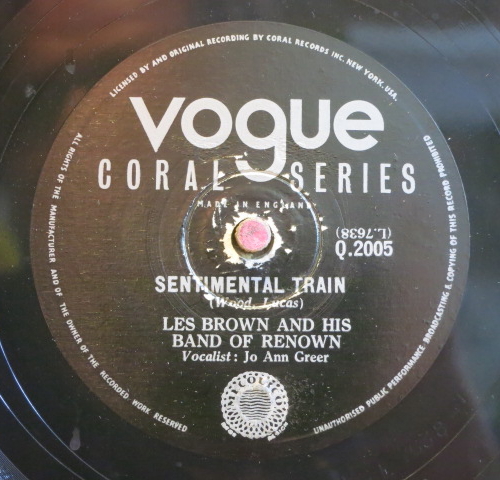 LICENSED BY AND ORIGINAL RECORDING BY CORAL RECORDS INC. NEW YORK. USA.
vogue
CORAL SERIES
MADE IN ENGLAND
(L.7638)
Q.2005
SENTIMENTAL TRAIN
(Wood, Lucas)
LES BROWN AND HIS
BAND OF RENOWN
Vocalist: Jo Ann Greer
ALL RIGHTS OF THE MANUFACTURER AND OF THE OWNER OF THE RECORDED WORK RESERVED
UNAUTHORISED PUBLIC PERFORMANCE BROADCASTING & COPYING OF THIS RECORD PROHIBITED